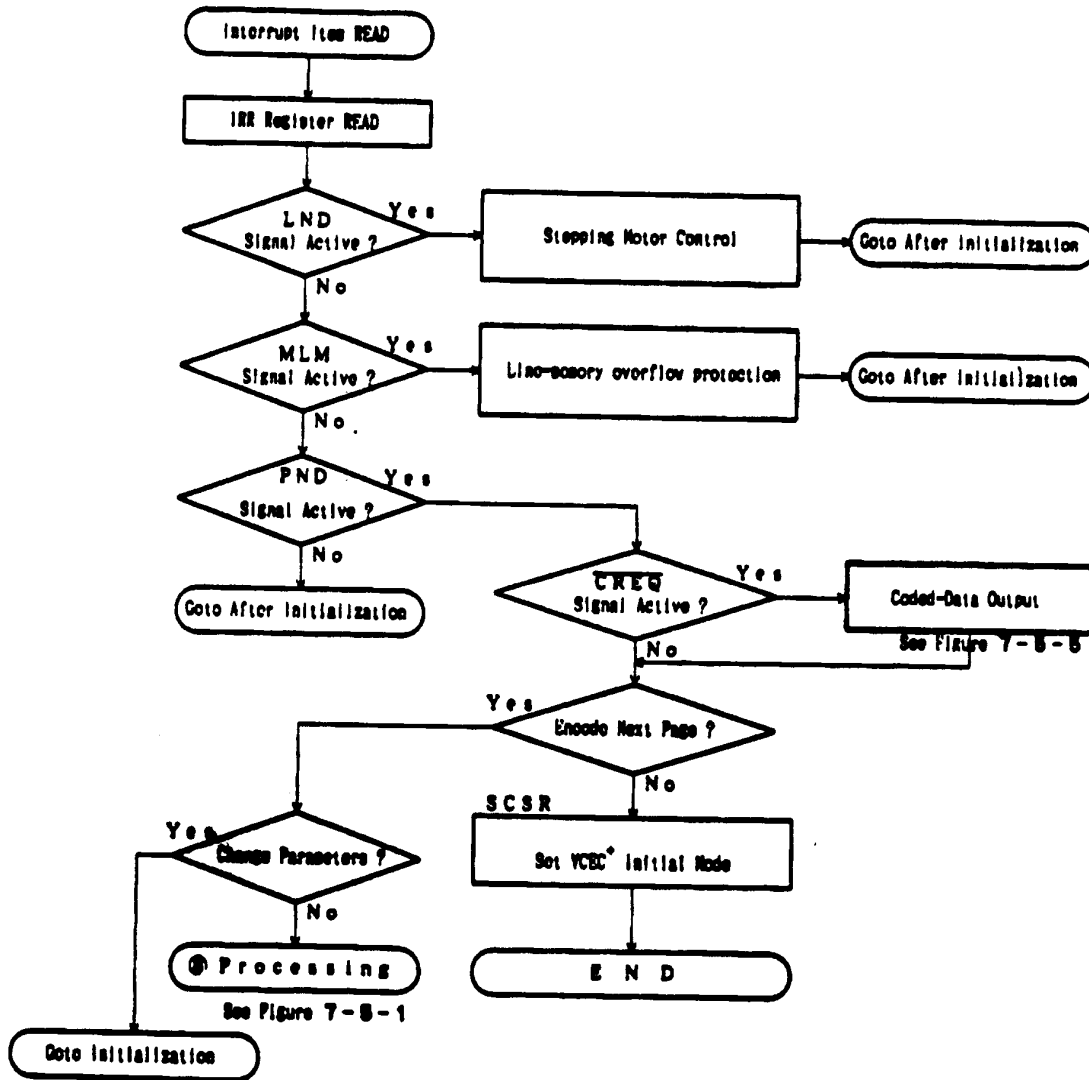 Interrupt Item READ
IRR Register READ
LND
Signal Active ?
Yes
Stepping Motor Control
Goto After Initialization
No
MLM
Signal Active ?
Yes
Line-memory overflow protection
Goto After Initialization
No
PND
Signal Active ?
Yes
No
Goto After Initialization
CREQ
Signal Active ?
Yes
Coded-Data Output
See Figure 7-5-5
No
Yes
Encode Next Page ?
No
SCSR
Set VCEC+ Initial Mode
Yes
Change Parameters ?
No
Processing
See Figure 7-5-1
END
Goto Initialization